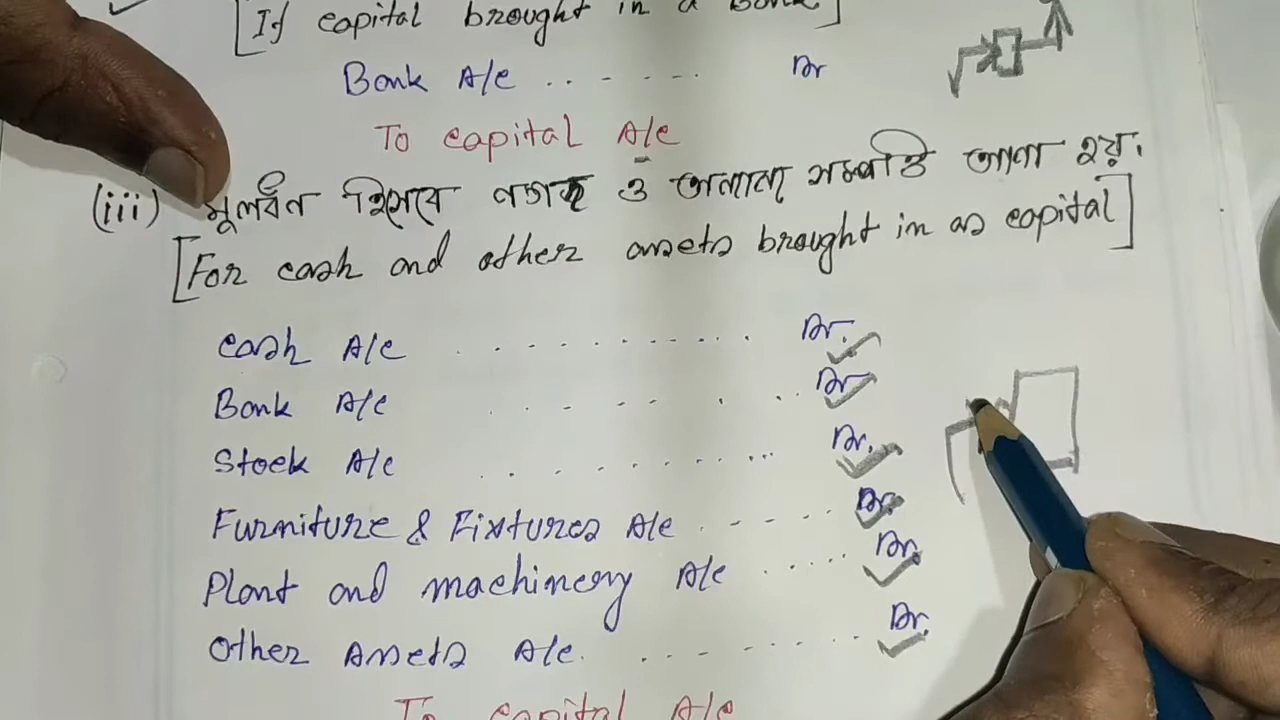 [If capital brought in a Bank]
Bank A/c .. - - - - . Dr
To capital A/c
(iii) মূলধন হিসেবে নগদ ও অন্যান্য সম্পত্তি আনা হয়।
[For cash and other assets brought in as capital]
Cash A/c . . . . . . . . . . . Dr.
Bank A/c . . - . - . . . Dr
Stock A/c . . . . . . . . ... Dr.
Furniture & Fixtures A/c . - - - - . Dr.
Plant and machinery A/c . . . . . . Dr.
Other Assets A/c. . . . - - - . . . Dr.
To capital A/c